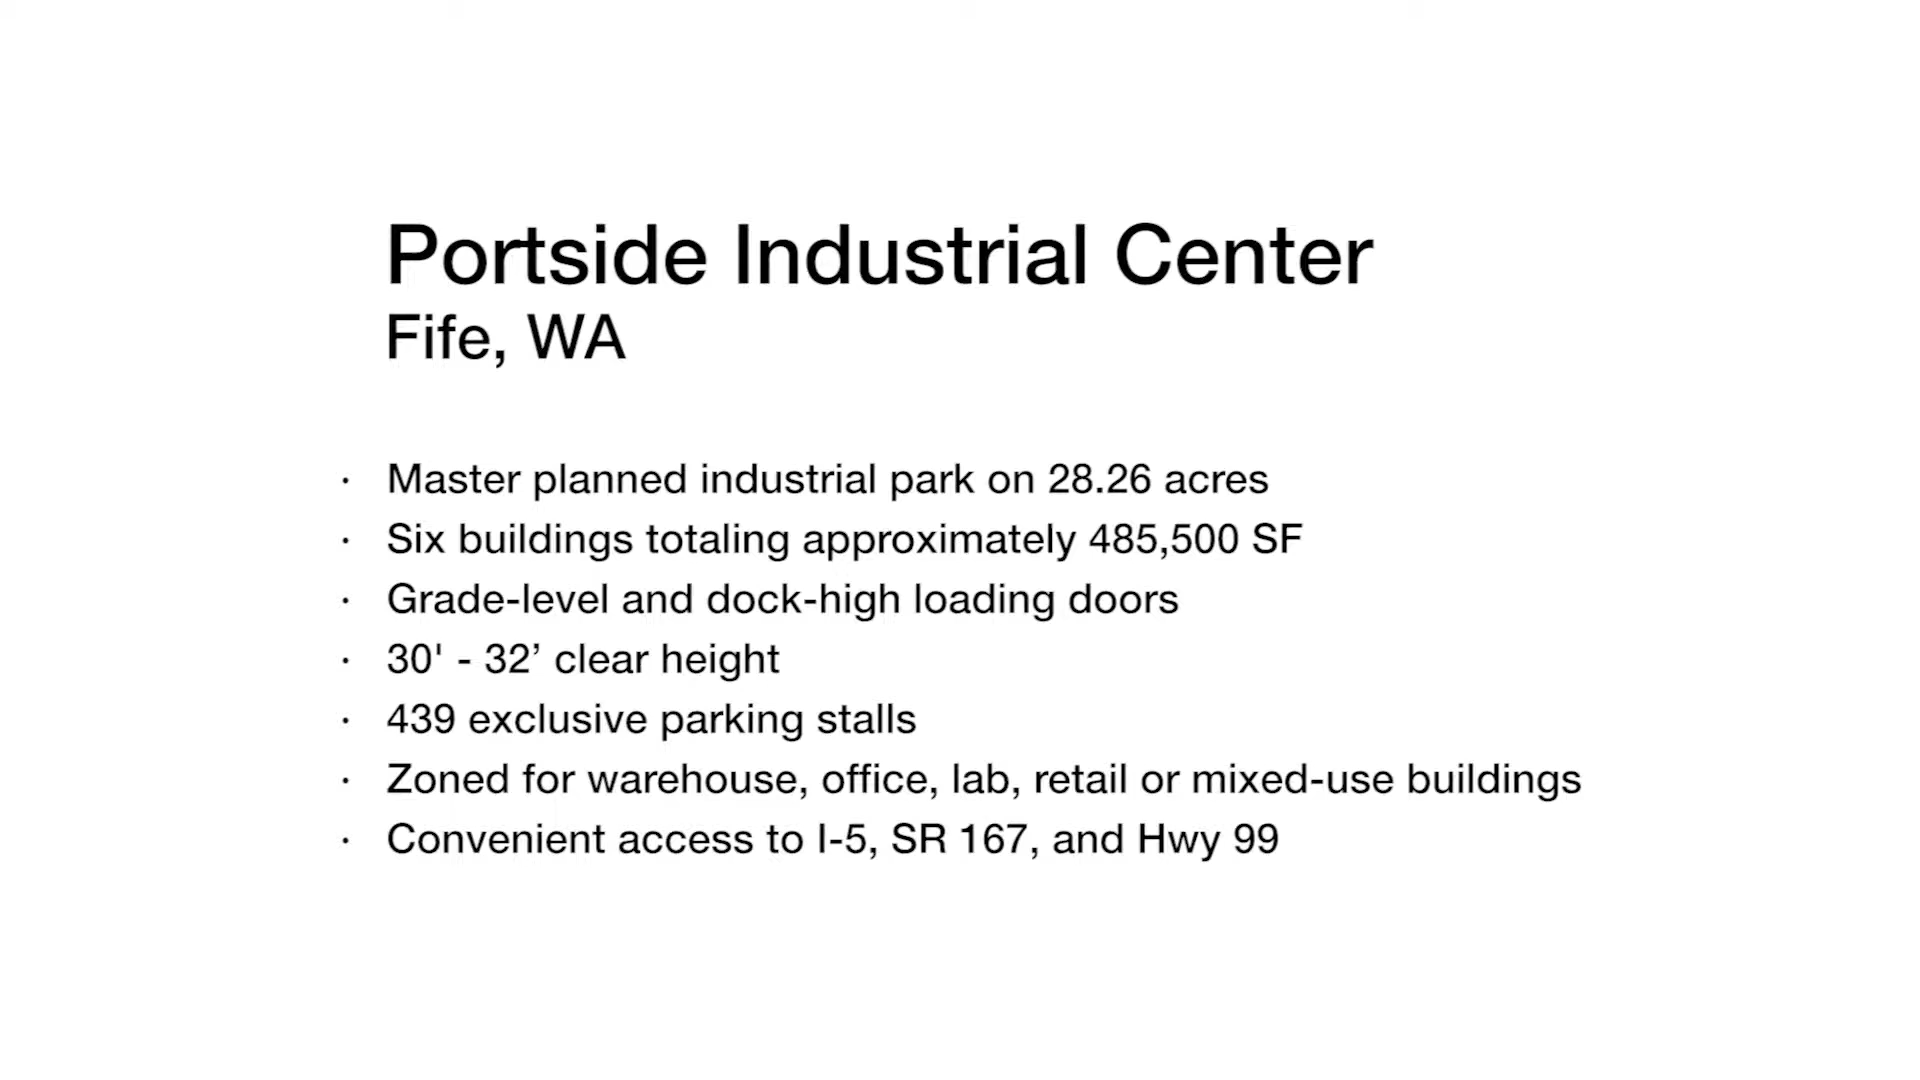 Portside Industrial Center
Fife, WA
· Master planned industrial park on 28.26 acres
· Six buildings totaling approximately 485,500 SF
· Grade-level and dock-high loading doors
· 30' - 32’ clear height
· 439 exclusive parking stalls
· Zoned for warehouse, office, lab, retail or mixed-use buildings
· Convenient access to I-5, SR 167, and Hwy 99